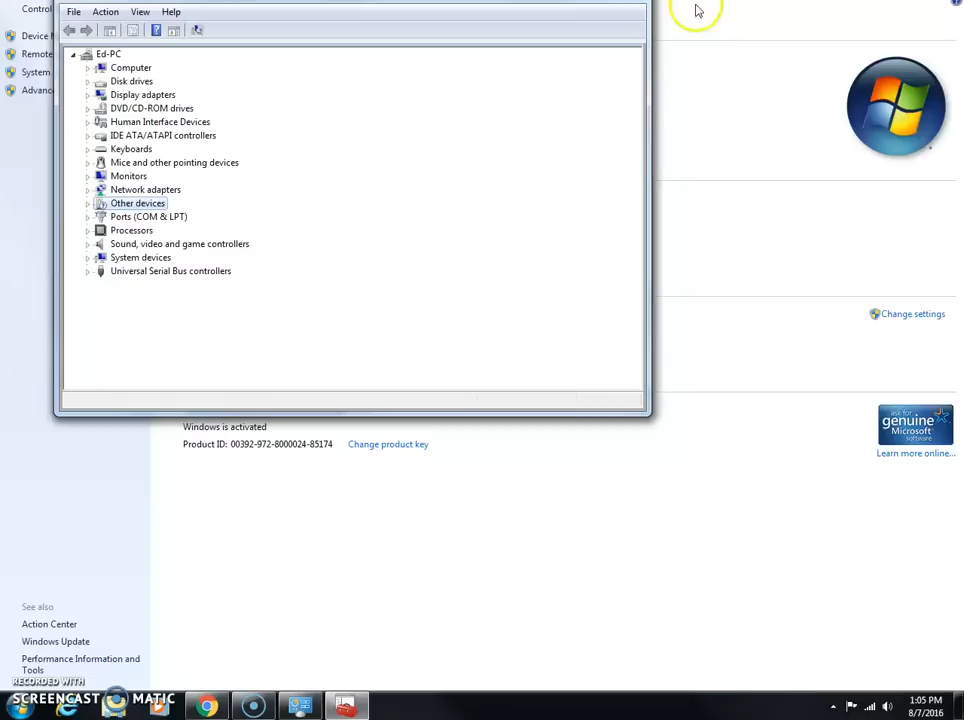 Control
Device M
Remote
System
Advanc
File Action View Help
Ed-PC
Computer
Disk drives
Display adapters
DVD/CD-ROM drives
Human Interface Devices
IDE ATA/ATAPI controllers
Keyboards
Mice and other pointing devices
Monitors
Network adapters
Other devices
Ports (COM & LPT)
Processors
Sound, video and game controllers
System devices
Universal Serial Bus controllers
Change settings
Windows is activated
Product ID: 00392-972-8000024-85174 Change product key
ask for
genuine
Microsoft
software
Learn more online...
See also
Action Center
Windows Update
Performance Information and
Tools
RECORDED WITH
SCREENCAST MATIC
1:05 PM
8/7/2016